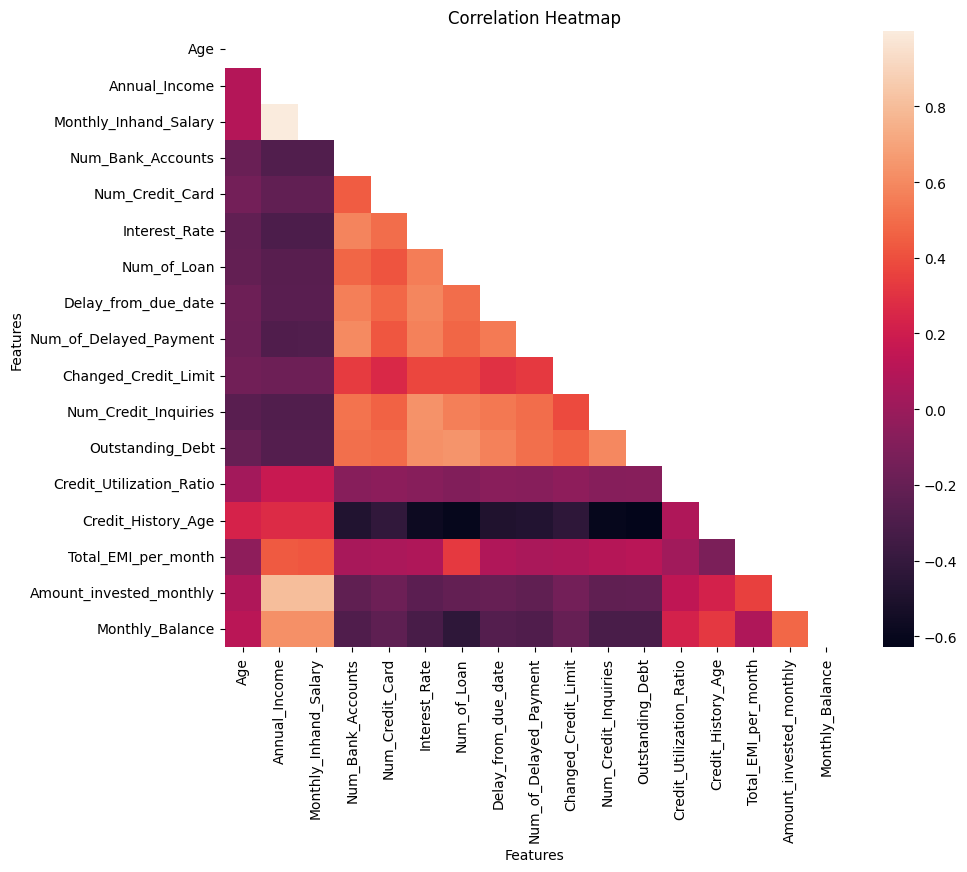 Correlation Heatmap
Features
Age
Annual_Income
Monthly_Inhand_Salary
Num_Bank_Accounts
Num_Credit_Card
Interest_Rate
Num_of_Loan
Delay_from_due_date
Num_of_Delayed_Payment
Changed_Credit_Limit
Num_Credit_Inquiries
Outstanding_Debt
Credit_Utilization_Ratio
Credit_History_Age
Total_EMI_per_month
Amount_invested_monthly
Monthly_Balance
Age
Annual_Income
Monthly_Inhand_Salary
Num_Bank_Accounts
Num_Credit_Card
Interest_Rate
Num_of_Loan
Delay_from_due_date
Num_of_Delayed_Payment
Changed_Credit_Limit
Num_Credit_Inquiries
Outstanding_Debt
Credit_Utilization_Ratio
Credit_History_Age
Total_EMI_per_month
Amount_invested_monthly
Monthly_Balance
Features
0.8
0.6
0.4
0.2
0.0
−0.2
−0.4
−0.6